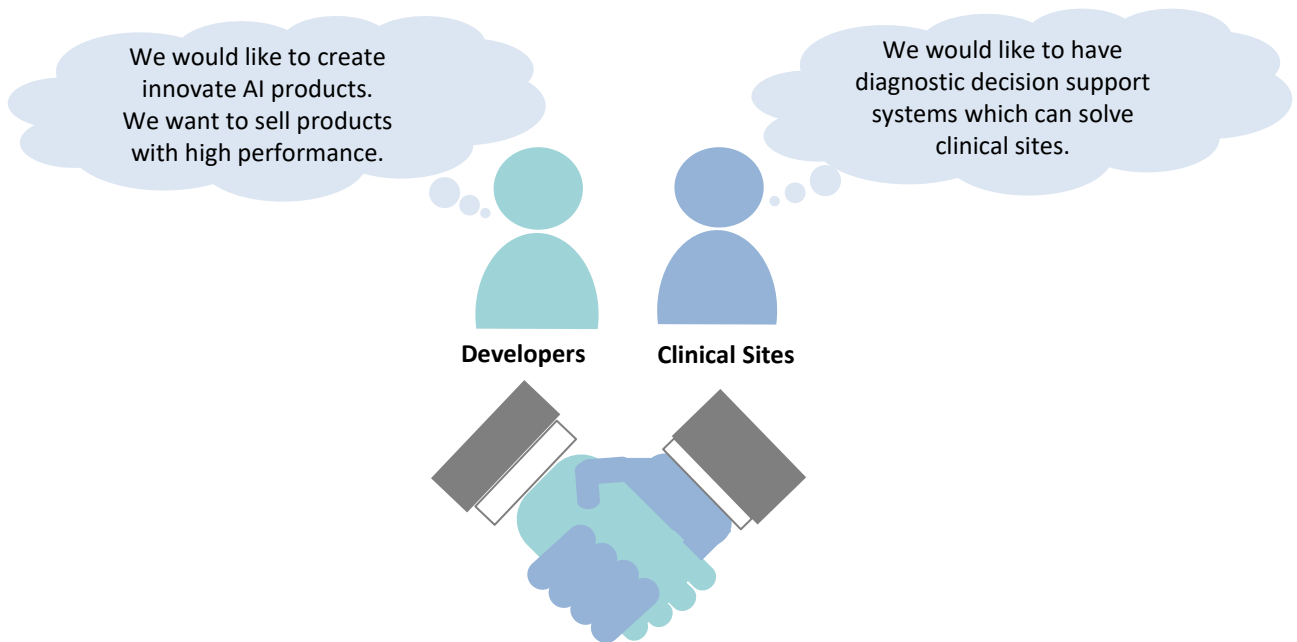 We would like to create
innovate AI products.
We want to sell products
with high performance.
We would like to have
diagnostic decision support
systems which can solve
clinical sites.
Developers
Clinical Sites